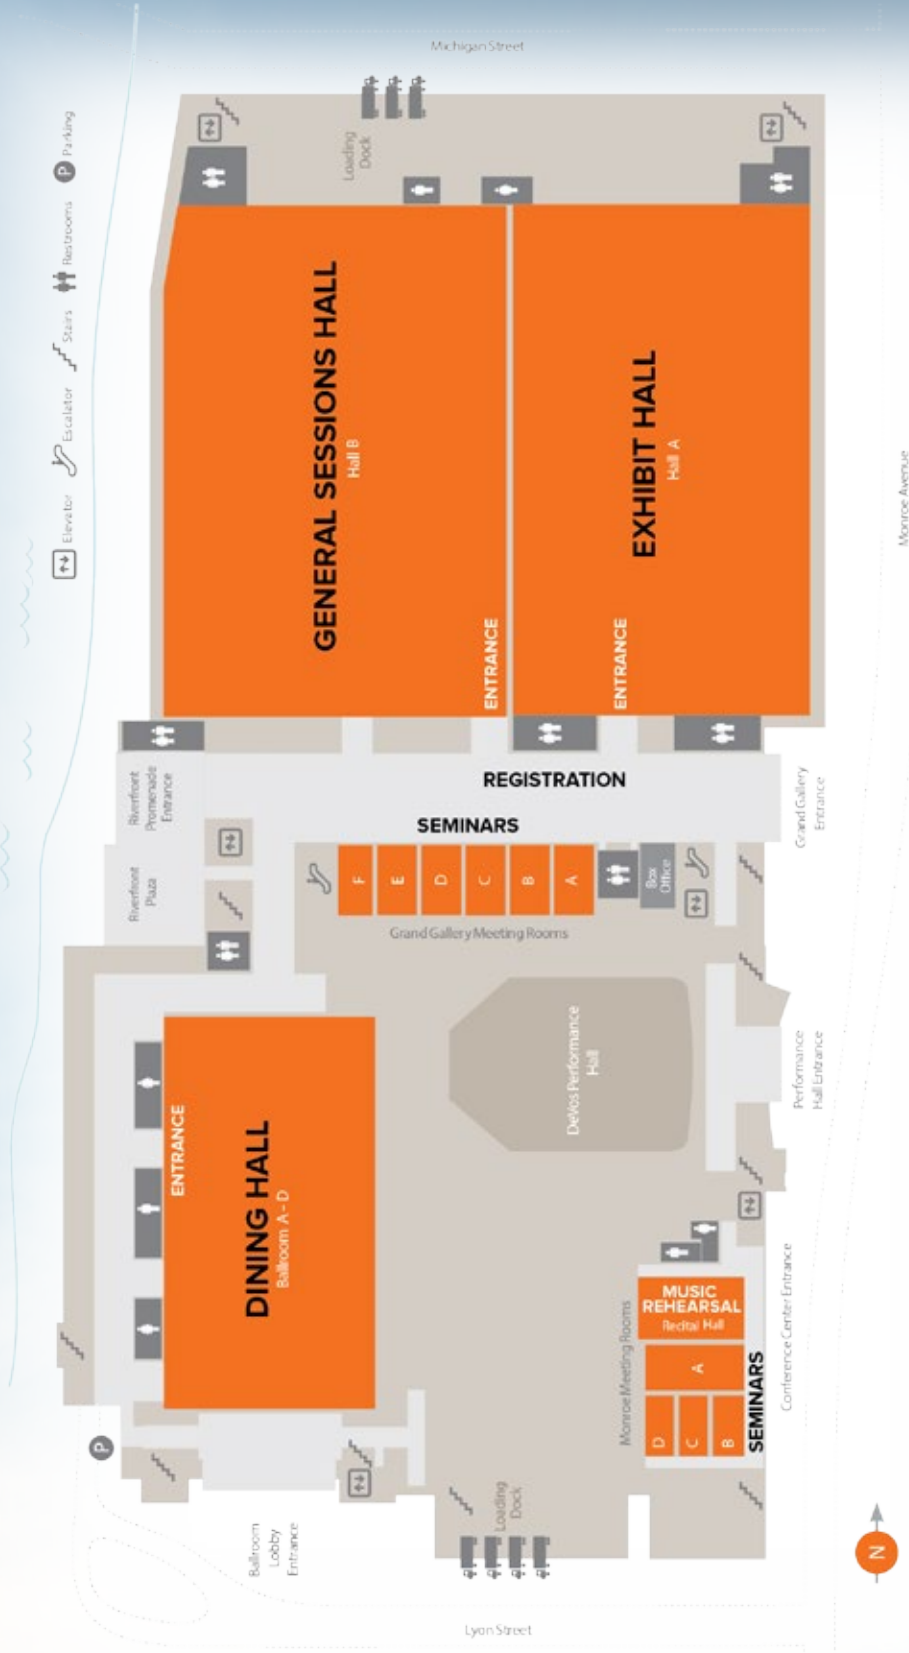 Michigan Street
Elevator
Escalator
Stairs
Restrooms
P
Parking
Loading
Dock
GENERAL SESSIONS HALL
Hall B
ENTRANCE
EXHIBIT HALL
Hall A
ENTRANCE
Monroe Avenue
Riverfront
Promenade
Entrance
REGISTRATION
Grand Gallery
Entrance
SEMINARS
Riverfront
Plaza
F
E
D
C
B
A
Box
Office
Grand Gallery Meeting Rooms
DeVos Performance
Hall
Performance
Hall Entrance
ENTRANCE
DINING HALL
Ballroom A - D
Monroe Meeting Rooms
MUSIC
REHEARSAL
Recital Hall
A
D
C
B
SEMINARS
Conference Center Entrance
P
Ballroom
Lobby
Entrance
Loading
Dock
N
Lyon Street